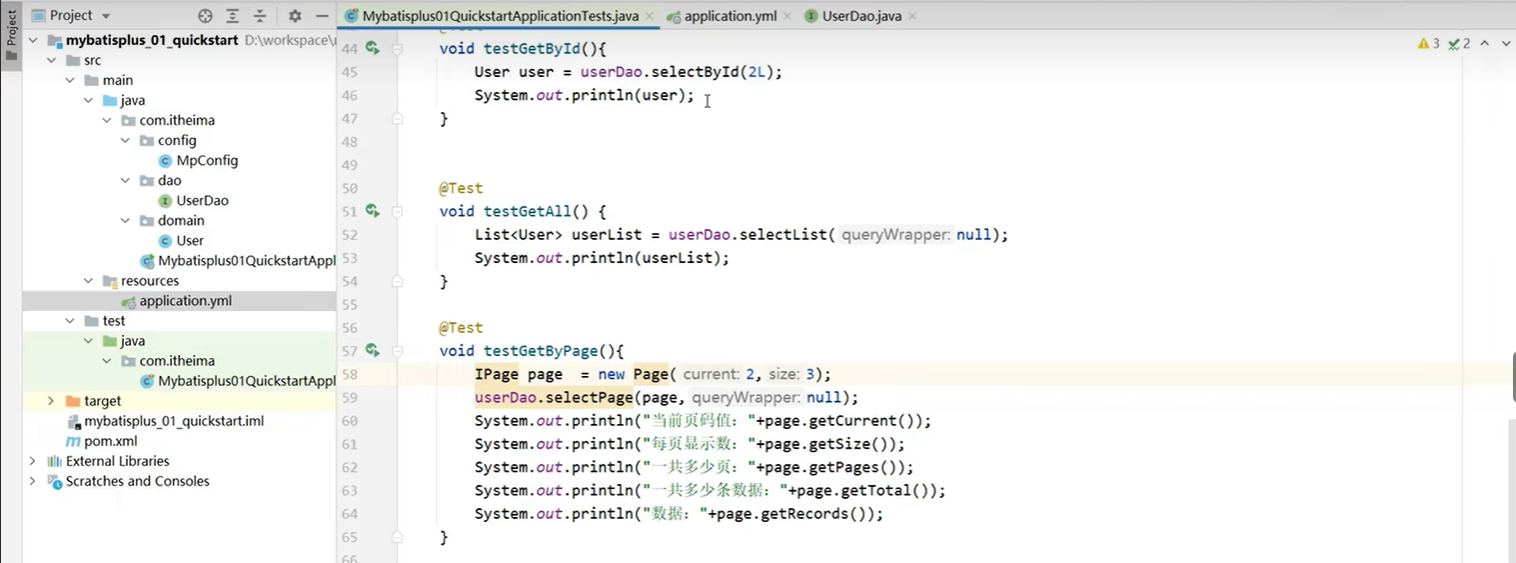 Project
Project
mybatisplus_01_quickstart D:\workspace\
src
main
java
com.itheima
config
MpConfig
dao
UserDao
domain
User
Mybatisplus01QuickstartAppl
resources
application.yml
test
java
com.itheima
Mybatisplus01QuickstartAppl
target
mybatisplus_01_quickstart.iml
pom.xml
External Libraries
Scratches and Consoles
Mybatisplus01QuickstartApplicationTests.java application.yml UserDao.java
3 2
44 void testGetById(){
45 User user = userDao.selectById(2L);
46 System.out.println(user);
47 }
48
49
50 @Test
51 void testGetAll() {
52 List<User> userList = userDao.selectList( queryWrapper: null);
53 System.out.println(userList);
54 }
55
56 @Test
57 void testGetByPage(){
58 IPage page = new Page( current: 2, size: 3);
59 userDao.selectPage(page, queryWrapper: null);
60 System.out.println("当前页码值："+page.getCurrent());
61 System.out.println("每页显示数："+page.getSize());
62 System.out.println("一共多少页："+page.getPages());
63 System.out.println("一共多少条数据："+page.getTotal());
64 System.out.println("数据："+page.getRecords());
65 }
66